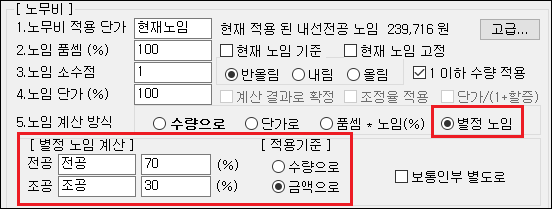 [ 노무비 ]
1.노무비 적용 단가 현재노임 현재 적용 된 내선전공 노임 239,716 원 고급...
2.노임 품셈 (%) 100 현재 노임 기준 현재 노임 고정
3.노임 소수점 1 반올림 내림 올림 1 이하 수량 적용
4.노임 단가 (%) 100 계산 결과로 확정 조정율 적용 단가/(1+할증)
5.노임 계산 방식 수량으로 단가로 품셈 * 노임(%) 별정 노임
[ 별정 노임 계산 ] [ 적용기준 ]
전공 전공 70 (%) 수량으로
조공 조공 30 (%) 금액으로 보통인부 별도로